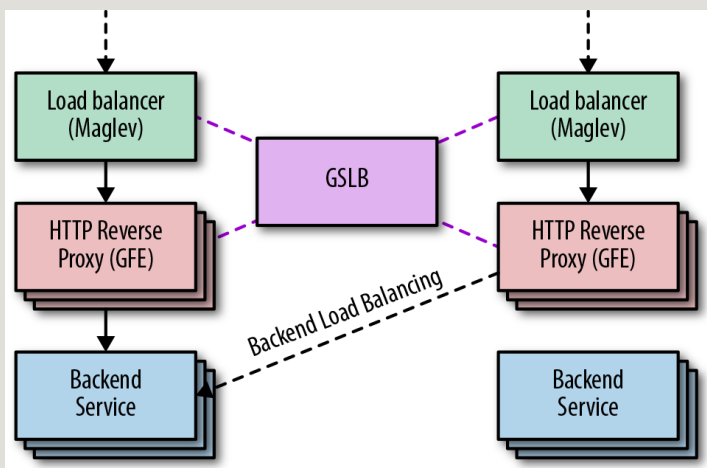 Load balancer
(Maglev)
Load balancer
(Maglev)
GSLB
HTTP Reverse
Proxy (GFE)
HTTP Reverse
Proxy (GFE)
Backend Load Balancing
Backend
Service
Backend
Service